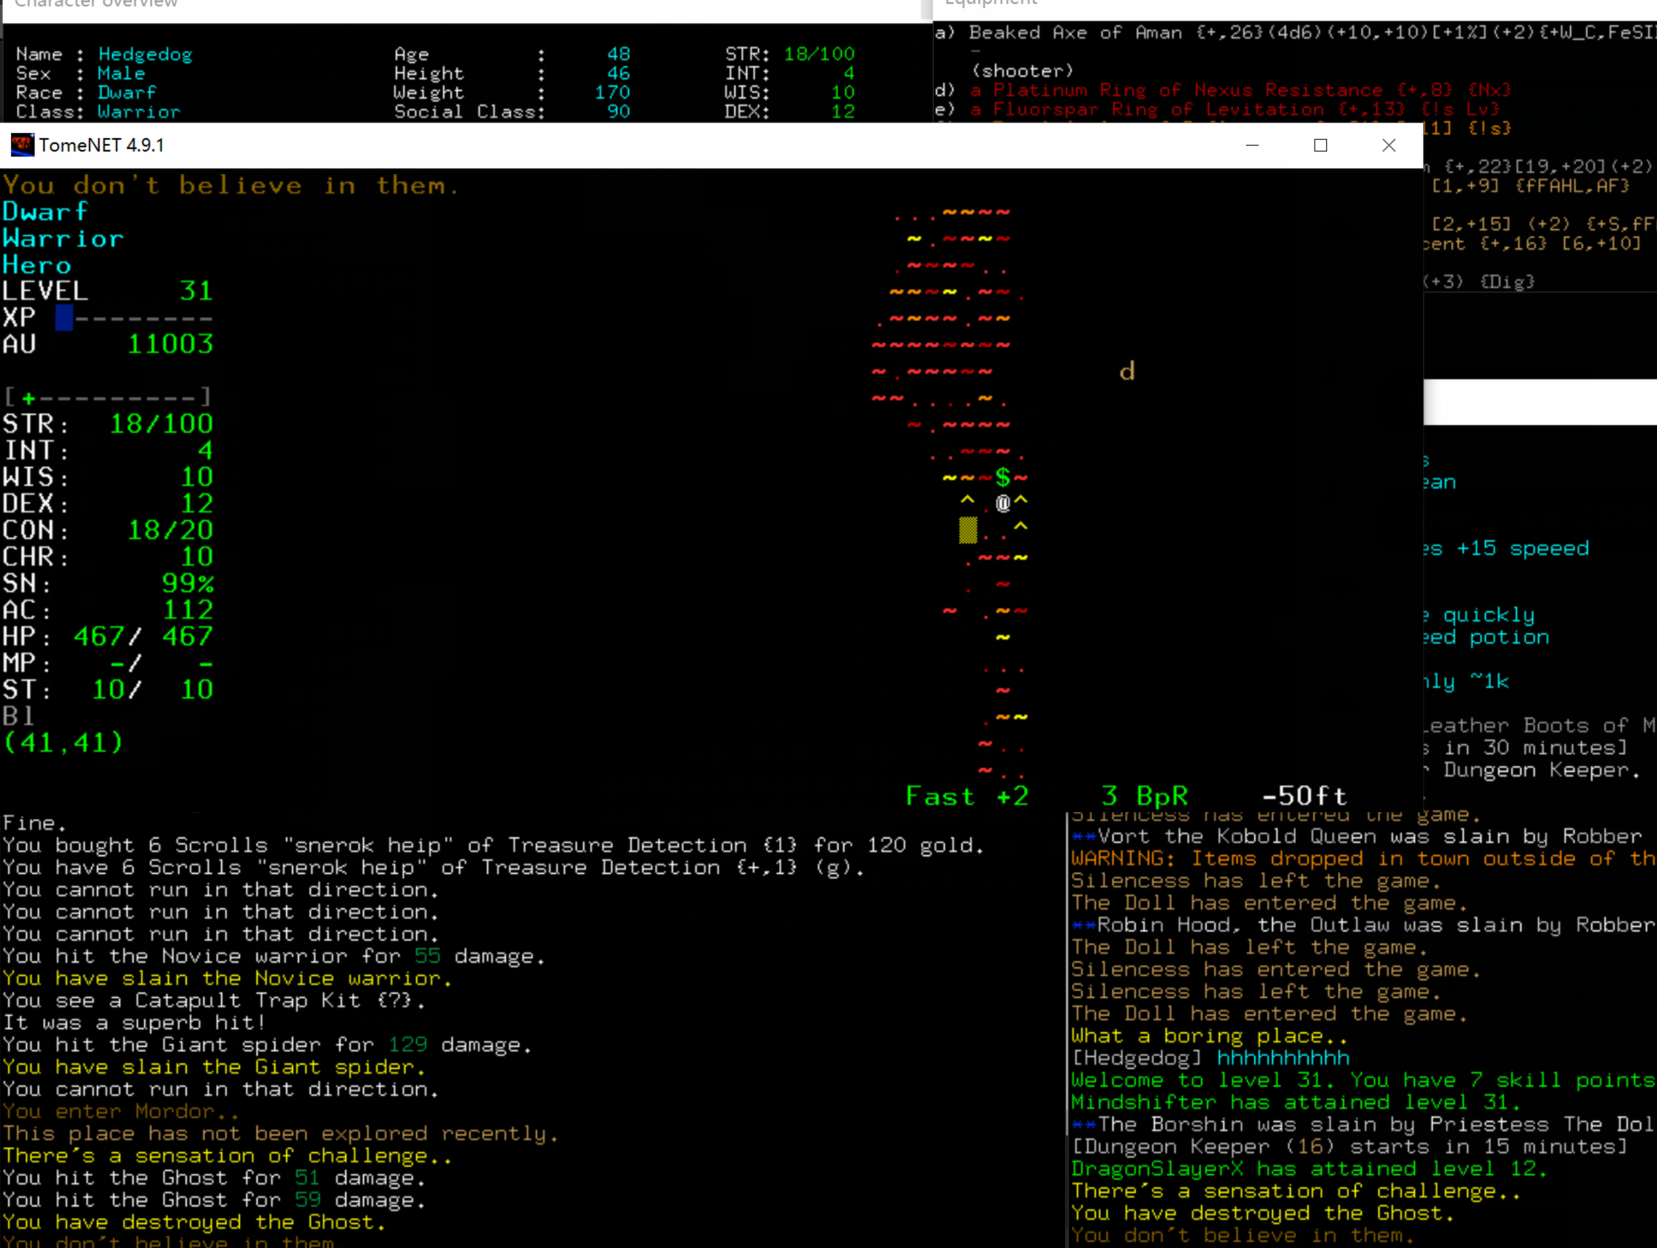 Character overview
Name : Hedgedog Age : 48 STR: 18/100
Sex : Male Height : 46 INT: 4
Race : Dwarf Weight : 170 WIS: 10
Class: Warrior Social Class: 90 DEX: 12
Equipment
a) Beaked Axe of Aman {+,26}(4d6) (+10,+10)[+1%](+2){+W_C,FeSI
(shooter)
d) a Platinum Ring of Nexus Resistance {+,8} {Nx}
e) a Fluorspar Ring of Levitation {+,13} {!s Lv}
11] {!s}
{+,22}[19,+20](+2)
[1,+9] {fFAHL,AF}
[2,+15] (+2) {+S,fF
cent {+,16} [6,+10]
(+3) {Dig}
TomeNET 4.9.1
You don't believe in them.
Dwarf
Warrior
Hero
LEVEL 31
XP --------
AU 11003
[+---------]
STR: 18/100
INT: 4
WIS: 10
DEX: 12
CON: 18/20
CHR: 10
SN: 99%
AC: 112
HP: 467/ 467
MP: -/ -
ST: 10/ 10
Bl
(41,41)
d
$
@
Fast +2 3 BpR -50ft
s
ean
es +15 speeed
e quickly
eed potion
nly ~1k
Leather Boots of M
s in 30 minutes]
r Dungeon Keeper.
Fine.
You bought 6 Scrolls "snerok heip" of Treasure Detection {1} for 120 gold.
You have 6 Scrolls "snerok heip" of Treasure Detection {+,1} (g).
You cannot run in that direction.
You cannot run in that direction.
You cannot run in that direction.
You hit the Novice warrior for 55 damage.
You have slain the Novice warrior.
You see a Catapult Trap Kit {?}.
It was a superb hit!
You hit the Giant spider for 129 damage.
You have slain the Giant spider.
You cannot run in that direction.
You enter Mordor..
This place has not been explored recently.
There's a sensation of challenge..
You hit the Ghost for 51 damage.
You hit the Ghost for 59 damage.
You have destroyed the Ghost.
You don't believe in them.
Silencess has entered the game.
**Vort the Kobold Queen was slain by Robber
WARNING: Items dropped in town outside of th
Silencess has left the game.
The Doll has entered the game.
**Robin Hood, the Outlaw was slain by Robber
The Doll has left the game.
Silencess has entered the game.
Silencess has left the game.
The Doll has entered the game.
What a boring place..
[Hedgedog] hhhhhhhhhh
Welcome to level 31. You have 7 skill points
Mindshifter has attained level 31.
**The Borshin was slain by Priestess The Dol
[Dungeon Keeper (16) starts in 15 minutes]
DragonSlayerX has attained level 12.
There's a sensation of challenge..
You have destroyed the Ghost.
You don't believe in them.